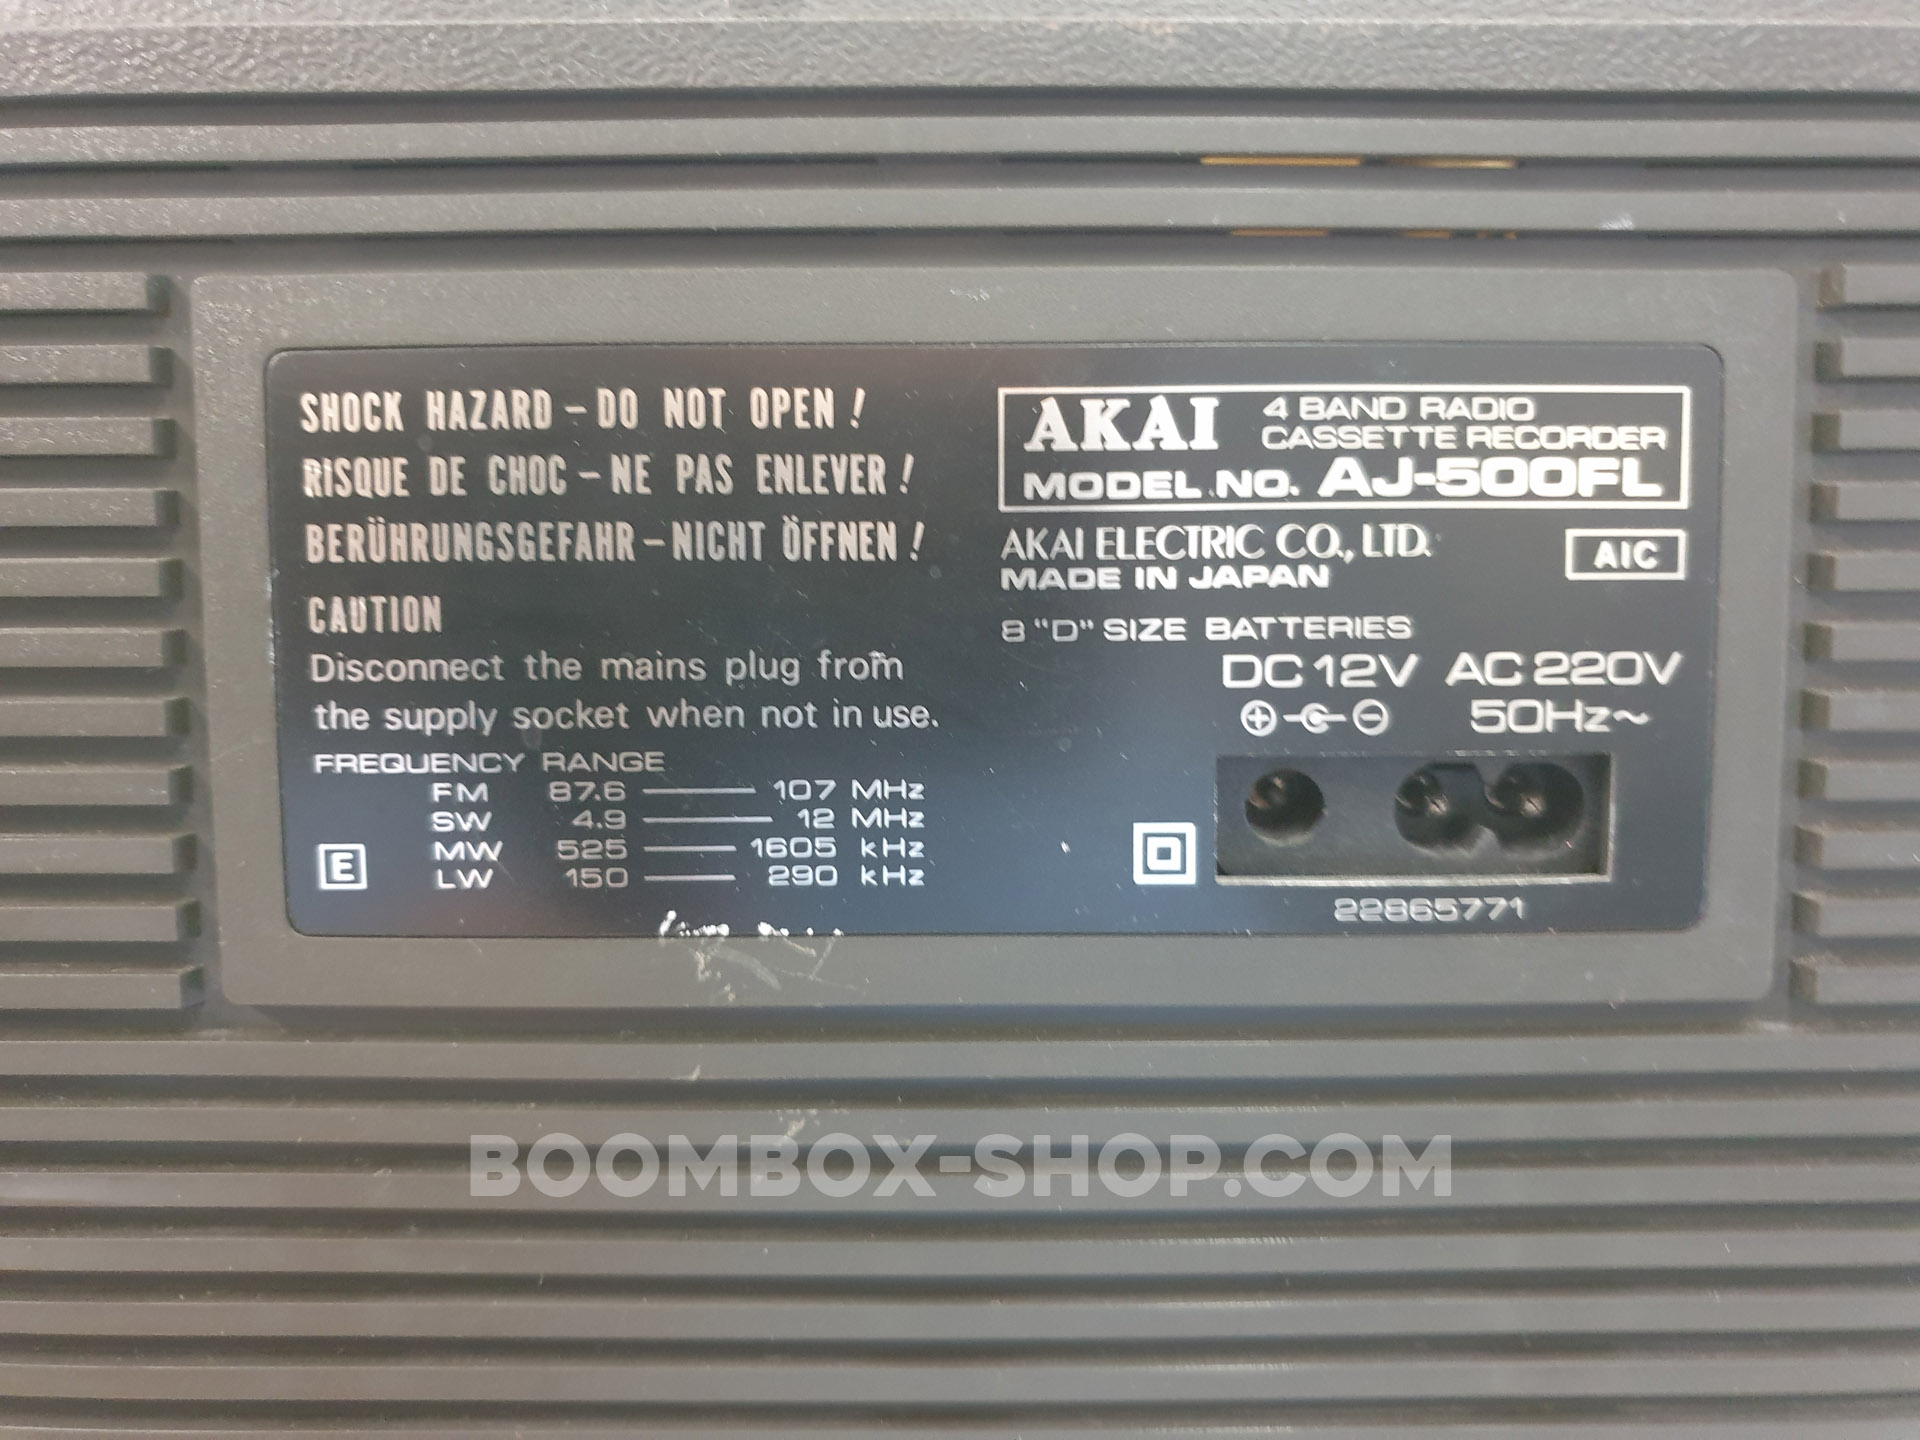 SHOCK HAZARD – DO NOT OPEN !
RISQUE DE CHOC – NE PAS ENLEVER !
BERÜHRUNGSGEFAHR – NICHT ÖFFNEN !
CAUTION
Disconnect the mains plug from
the supply socket when not in use.
FREQUENCY RANGE
FM 87.6 — 107 MHz
SW 4.9 — 12 MHz
MW 525 — 1605 kHz
LW 150 — 290 kHz
E
AKAI 4 BAND RADIO
CASSETTE RECORDER
MODEL NO. AJ-500FL
AKAI ELECTRIC CO., LTD.
MADE IN JAPAN
AIC
8 "D" SIZE BATTERIES
DC 12V AC 220V
50Hz~
22865771
BOOMBOX-SHOP.COM